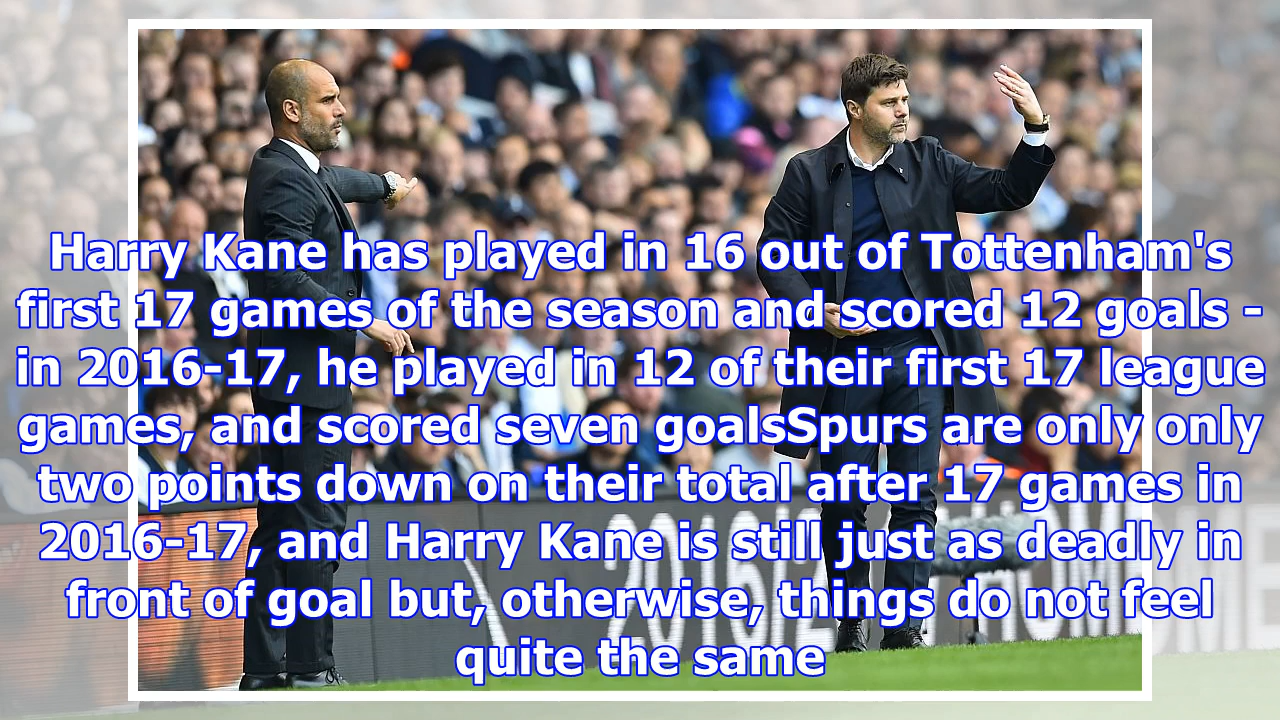 Harry Kane has played in 16 out of Tottenham's
first 17 games of the season and scored 12 goals -
in 2016-17, he played in 12 of their first 17 league
games, and scored seven goalsSpurs are only only
two points down on their total after 17 games in
2016-17, and Harry Kane is still just as deadly in
front of goal but, otherwise, things do not feel
quite the same